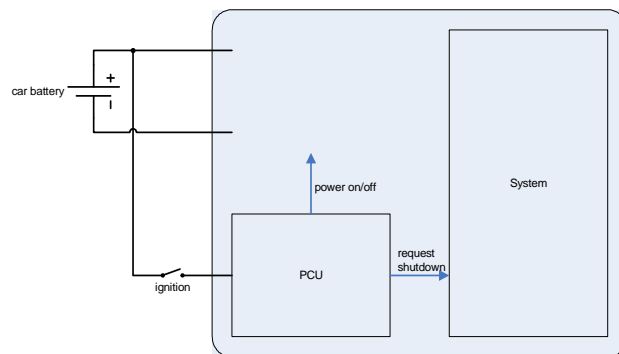 +
car battery
power on/off
System
request
shutdown
PCU
ignition